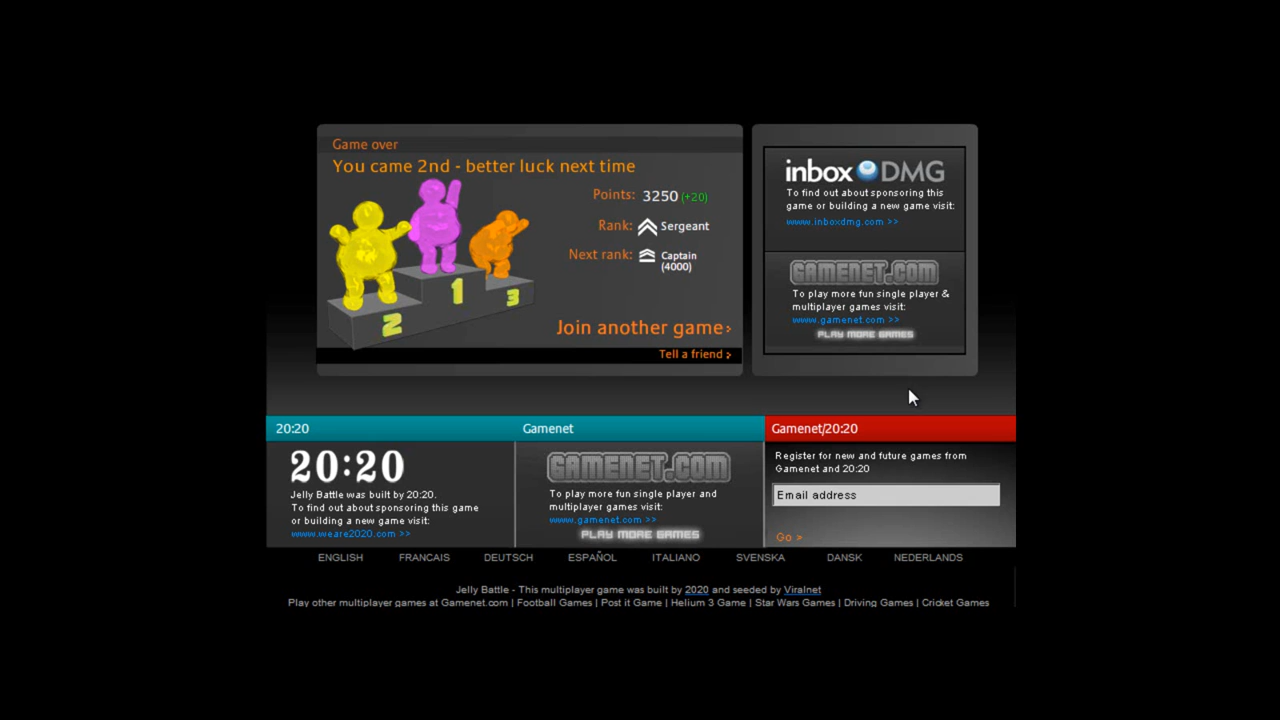 Game over
You came 2nd - better luck next time
Points: 3250 (+20)
Rank: Sergeant
Next rank: Captain
(4000)
1
2
3
Join another game›
Tell a friend ›
inbox DMG
To find out about sponsoring this
game or building a new game visit:
www.inboxdmg.com >>
GAMENET.COM
To play more fun single player &
multiplayer games visit:
www.gamenet.com >>
PLAY MORE GAMES
20:20
20:20
Jelly Battle was built by 20:20.
To find out about sponsoring this game
or building a new game visit:
www.weare2020.com >>
Gamenet
GAMENET.COM
To play more fun single player and
multiplayer games visit:
www.gamenet.com >>
PLAY MORE GAMES
Gamenet/20:20
Register for new and future games from
Gamenet and 20:20
Email address
Go >
ENGLISH FRANCAIS DEUTSCH ESPAÑOL ITALIANO SVENSKA DANSK NEDERLANDS
Jelly Battle - This multiplayer game was built by 2020 and seeded by Viralnet
Play other multiplayer games at Gamenet.com | Football Games | Post it Game | Helium 3 Game | Star Wars Games | Driving Games | Cricket Games